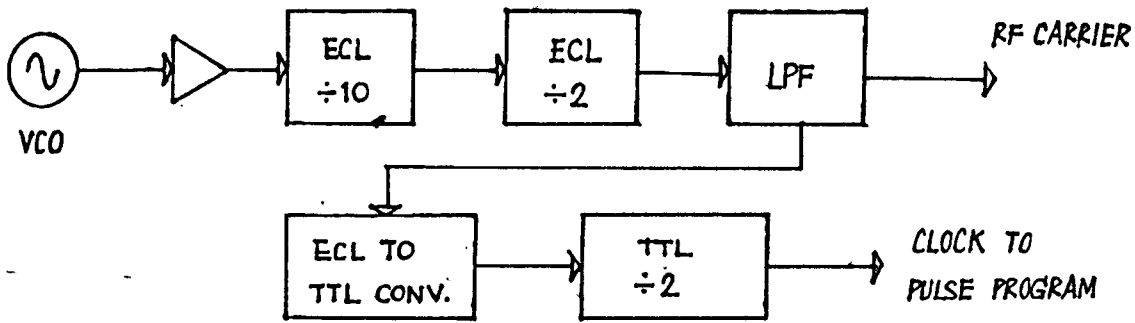 RF CARRIER
ECL
÷10
ECL
÷2
LPF
VCO
ECL TO
TTL CONV.
TTL
÷2
CLOCK TO
PULSE PROGRAM